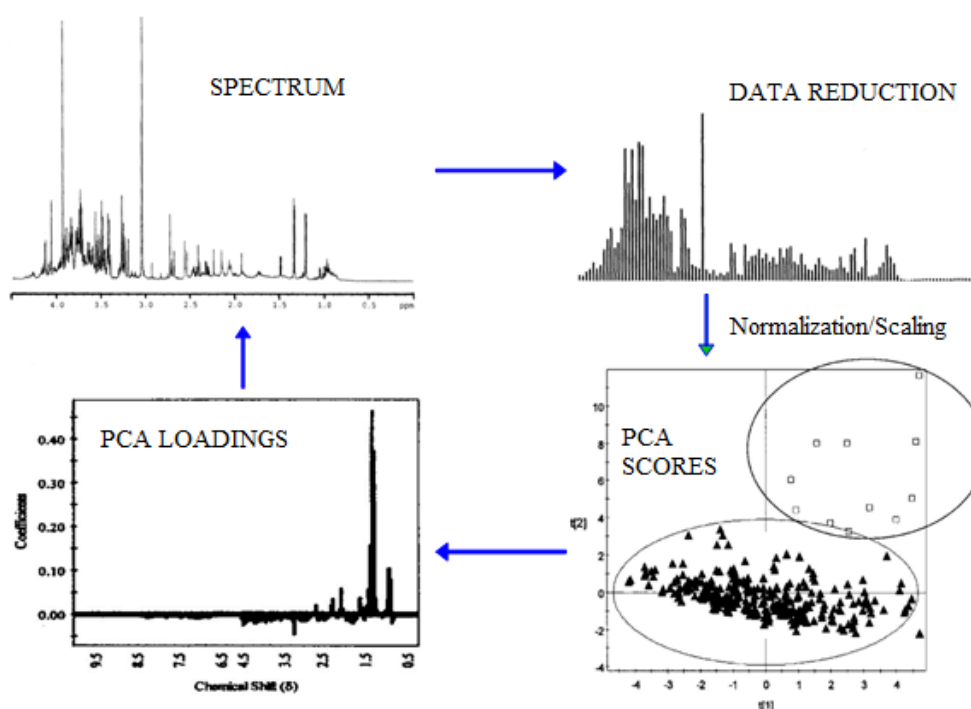 SPECTRUM
DATA REDUCTION
4.0 3.5 3.0 2.5 2.0 1.5 1.0 0.5 ppm
Normalization/Scaling
PCA LOADINGS
0.40
0.30
0.20
0.10
0.00
Coefficients
9.5 8.5 7.5 6.5 5.5 4.5 3.5 2.5 1.5 0.5
Chemical Shift (δ)
PCA
SCORES
10
8
6
4
2
0
-2
-4
t[2]
-4 -3 -2 -1 0 1 2 3 4
t[1]